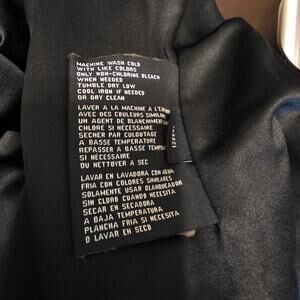 MACHINE WASH COLD
WITH LIKE COLORS
ONLY NON-CHLORINE BLEACH
WHEN NEEDED
TUMBLE DRY LOW
COOL IRON IF NEEDED
OR DRY CLEAN
LAVER A LA MACHINE A
AVEC DES COULEURS SIMILAIRES
UN AGENT DE BLANCHIMENT
CHLORE SI NECESSAIRE
SECHER PAR CULBUTAGE
A BASSE TEMPERATURE
REPASSER A BASSE
SI NECESSAIRE
OU NETTOYER A SEC
LAVAR EN LAVADORA CON AGUA
FRIA CON COLORES SIMILARES
SOLAMENTE USAR BLANQUEADOR
SIN CLORO CUANDO NECESITA
SECAR EN SECADORA
A BAJA TEMPERATURA
PLANCHA FRIA SI NECESITA
O LAVAR EN SECO